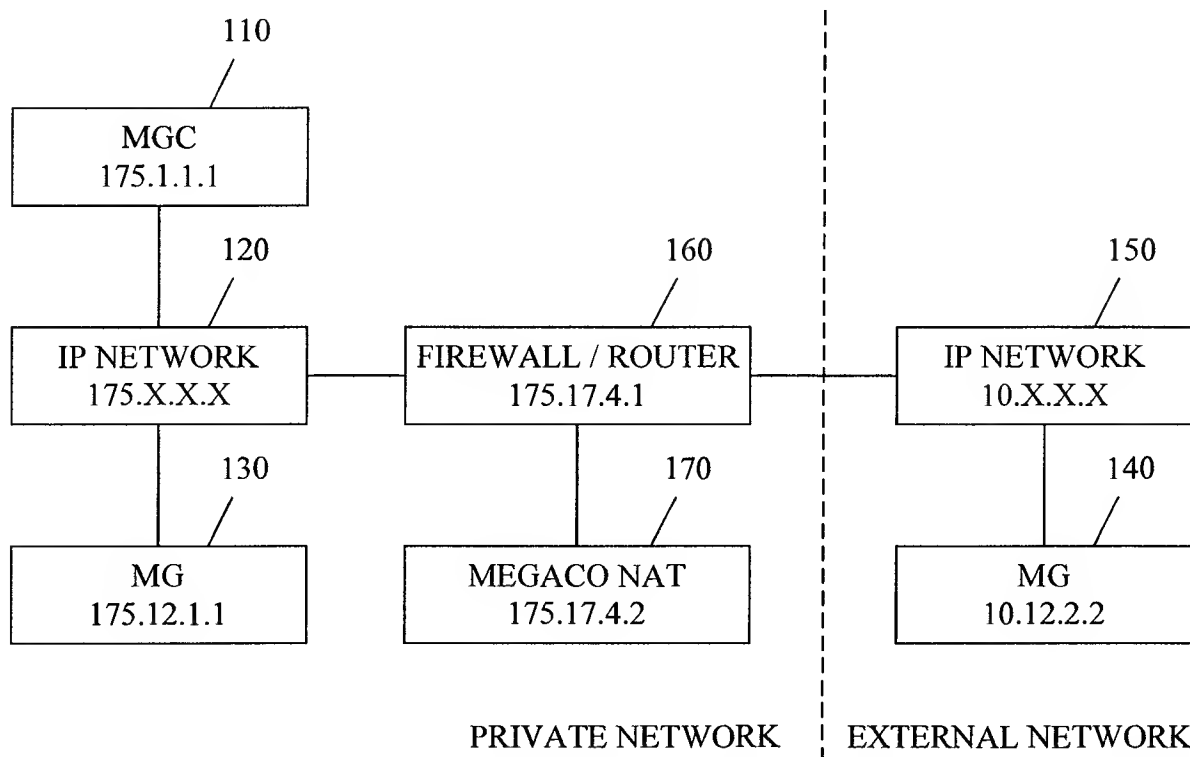 110
MGC
175.1.1.1
120
160
150
IP NETWORK
175.X.X.X
FIREWALL / ROUTER
175.17.4.1
IP NETWORK
10.X.X.X
130
170
140
MG
175.12.1.1
MEGACO NAT
175.17.4.2
MG
10.12.2.2
PRIVATE NETWORK
EXTERNAL NETWORK